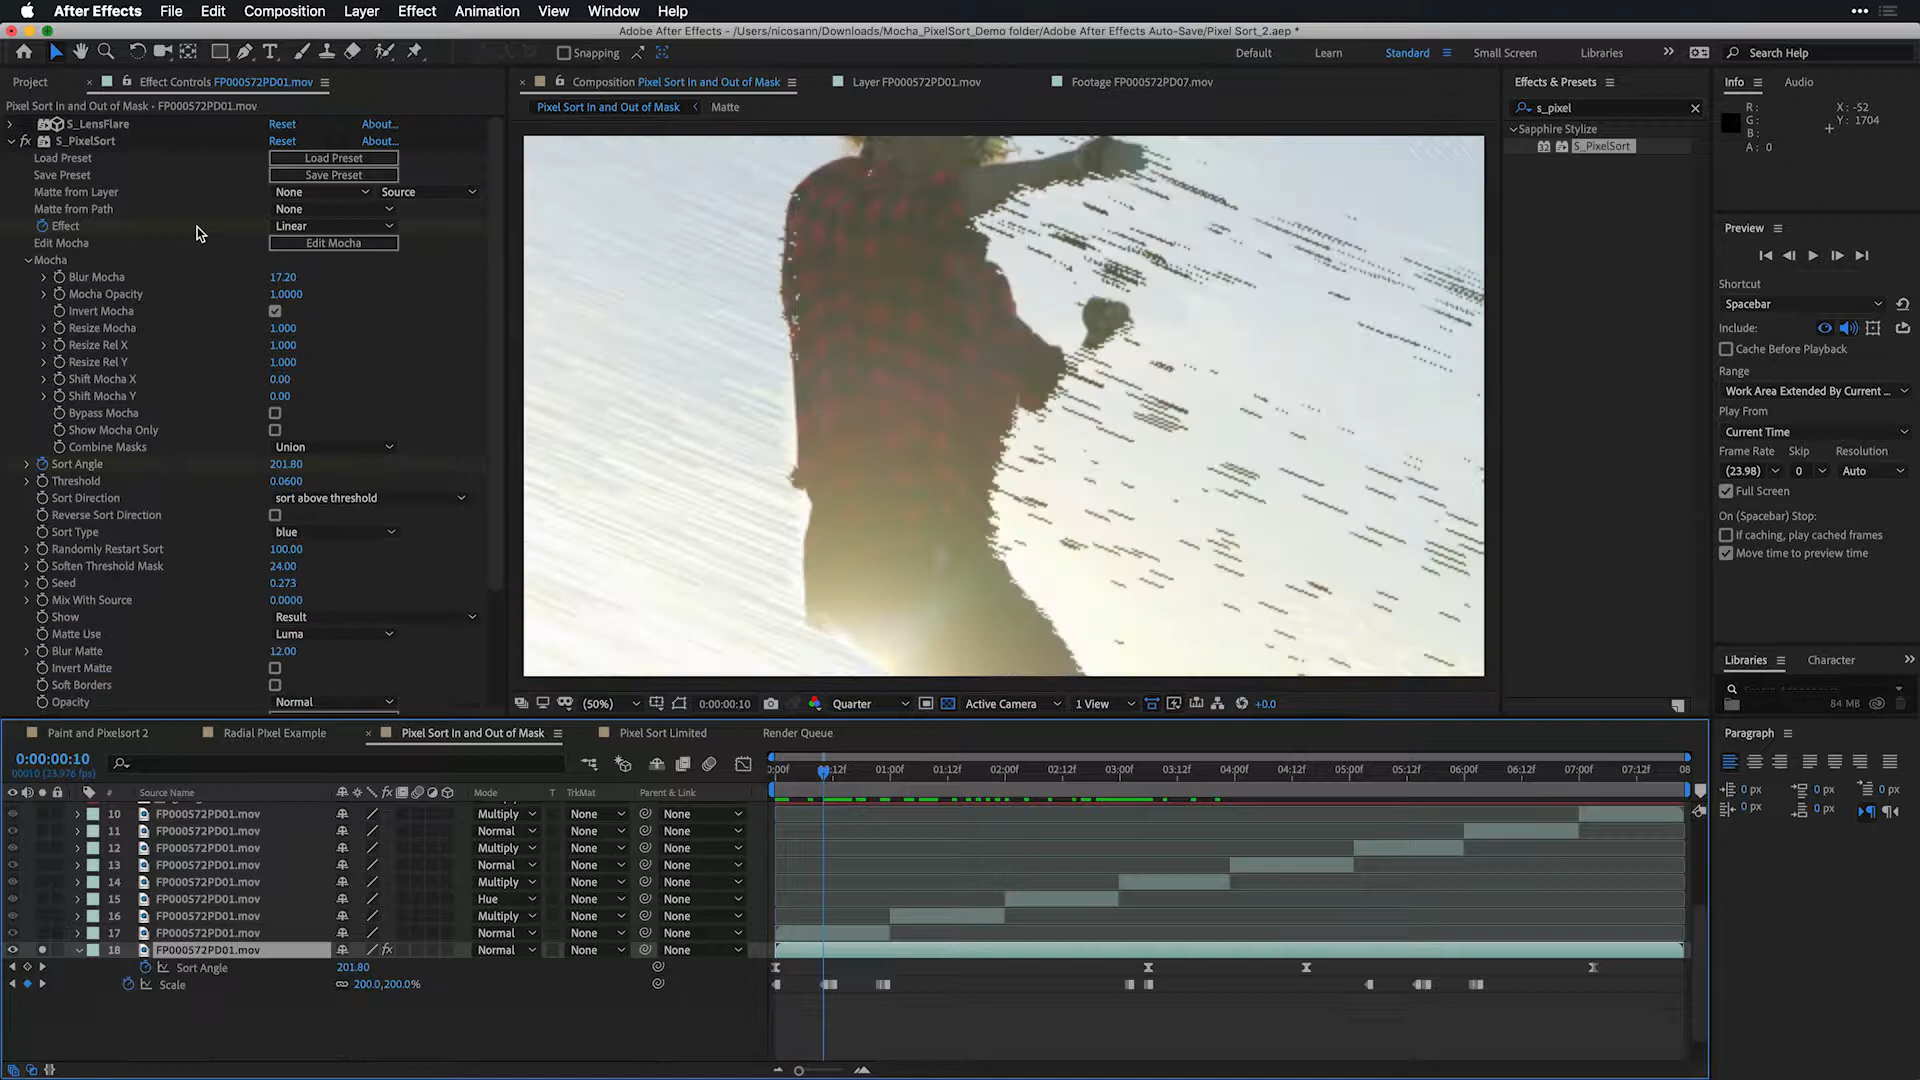 After Effects File Edit Composition Layer Effect Animation View Window Help
Adobe After Effects - /Users/nicosann/Downloads/Mocha_PixelSort_Demo folder/Adobe After Effects Auto-Save/Pixel Sort_2.aep *
Snapping Default Learn Standard Small Screen Libraries Search Help
Project Effect Controls FP000572PD01.mov Composition Pixel Sort In and Out of Mask Layer FP000572PD01.mov Footage FP000572PD07.mov Effects & Presets Info Audio
Pixel Sort In and Out of Mask • FP000572PD01.mov Pixel Sort In and Out of Mask Matte s_pixel
R: X: -52
G: Y: 1704
B:
A: 0
Sapphire Stylize
32 S_PixelSort
S_LensFlare Reset About...
fx S_PixelSort Reset About...
Load Preset Load Preset
Save Preset Save Preset
Matte from Layer None Source
Matte from Path None
Effect Linear
Edit Mocha Edit Mocha
Mocha
Blur Mocha 17.20
Mocha Opacity 1.0000
Invert Mocha
Resize Mocha 1.000
Resize Rel X 1.000
Resize Rel Y 1.000
Shift Mocha X 0.00
Shift Mocha Y 0.00
Bypass Mocha
Show Mocha Only
Combine Masks Union
Sort Angle 201.80
Threshold 0.0600
Sort Direction sort above threshold
Reverse Sort Direction
Sort Type blue
Randomly Restart Sort 100.00
Soften Threshold Mask 24.00
Seed 0.273
Mix With Source 0.0000
Show Result
Matte Use Luma
Blur Matte 12.00
Invert Matte
Soft Borders
Opacity Normal
Preview
Shortcut
Spacebar
Include:
Cache Before Playback
Range
Work Area Extended By Current ...
Play From
Current Time
Frame Rate Skip Resolution
(23.98) 0 Auto
Full Screen
On (Spacebar) Stop:
If caching, play cached frames
Move time to preview time
Libraries Character
84 MB
(50%) 0:00:00:10 Quarter Active Camera 1 View +0.0
Paint and Pixelsort 2 Radial Pixel Example Pixel Sort In and Out of Mask Pixel Sort Limited Render Queue
Paragraph
0 px 0 px 0 px
0 px 0 px
0:00:00:10
00010 (23.976 fps)
:00f 12f 01:00f 01:12f 02:00f 02:12f 03:00f 03:12f 04:00f 04:12f 05:00f 05:12f 06:00f 06:12f 07:00f 07:12f 08
# Source Name fx Mode T TrkMat Parent & Link
10 FP000572PD01.mov Multiply None None
11 FP000572PD01.mov Normal None None
12 FP000572PD01.mov Multiply None None
13 FP000572PD01.mov Normal None None
14 FP000572PD01.mov Multiply None None
15 FP000572PD01.mov Hue None None
16 FP000572PD01.mov Multiply None None
17 FP000572PD01.mov Normal None None
18 FP000572PD01.mov fx Normal None None
Sort Angle 201.80
Scale 200.0,200.0%